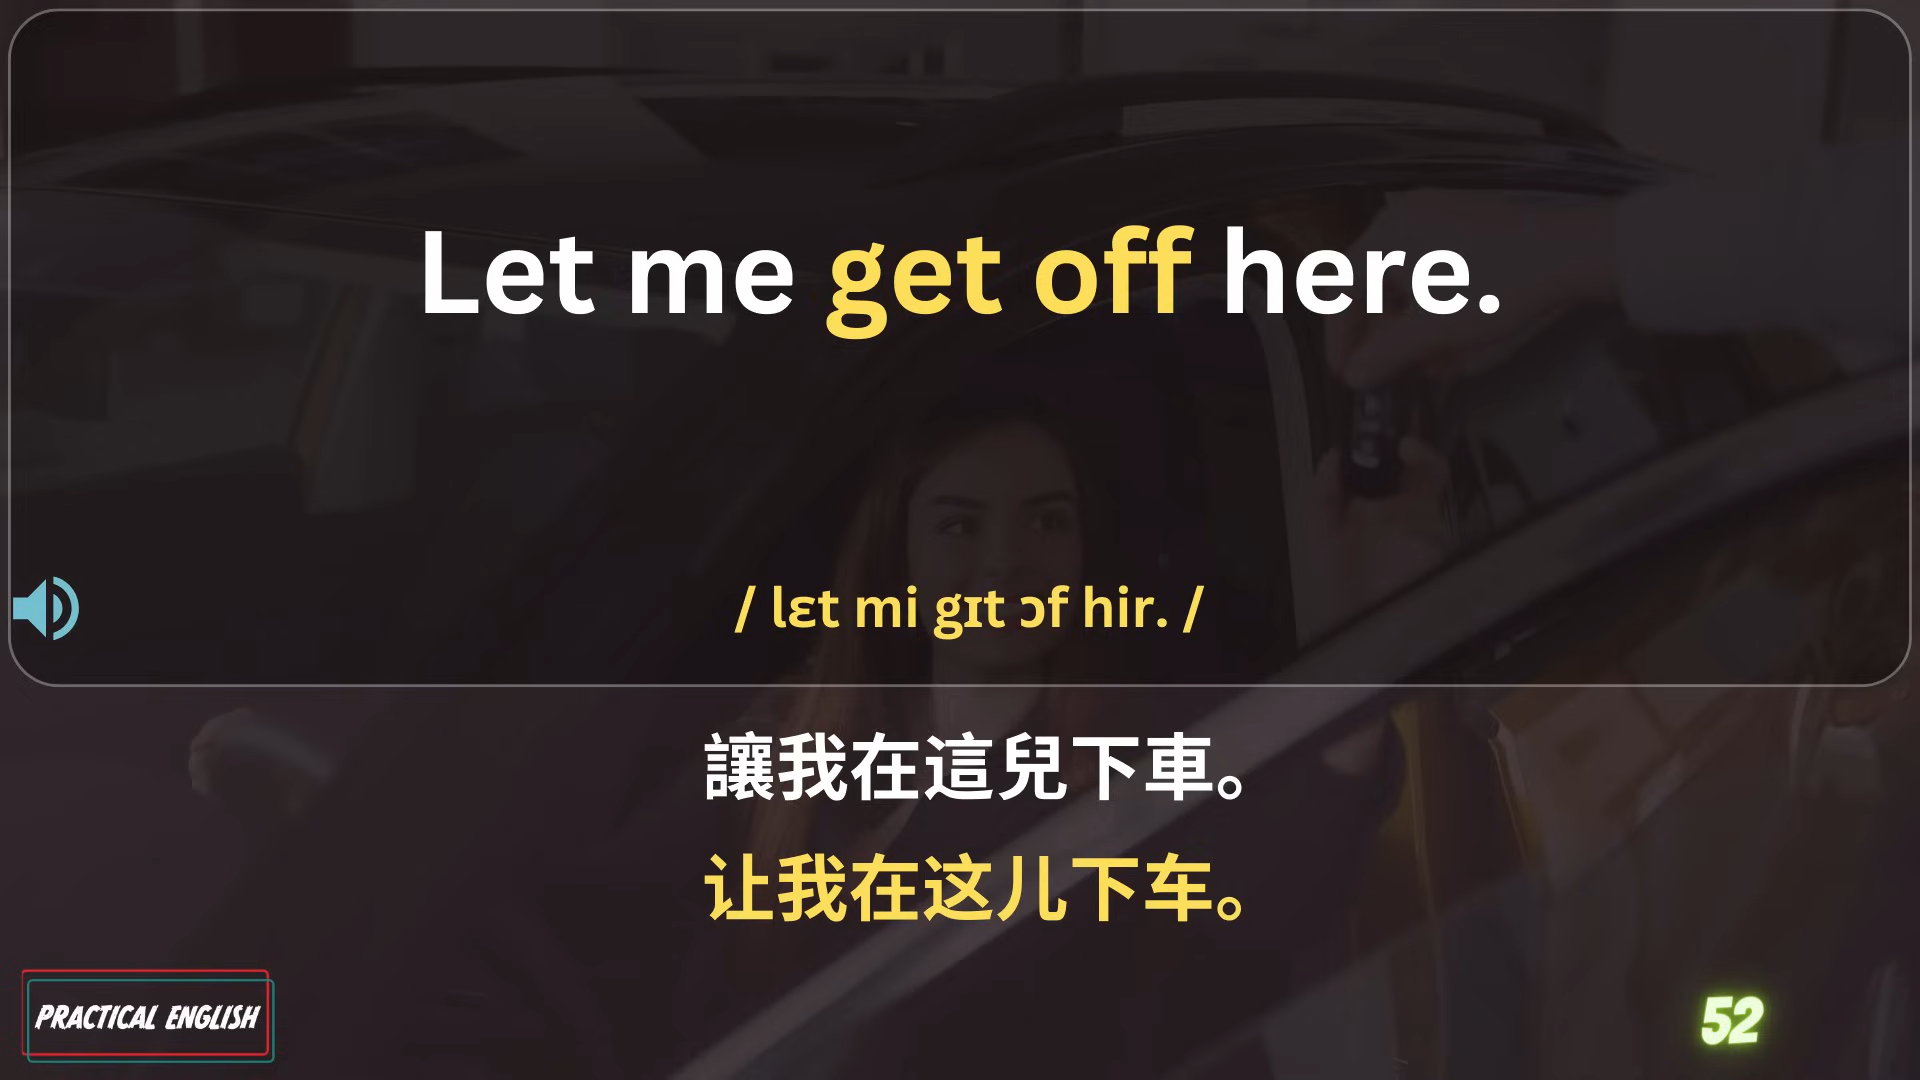 Let me get off here.
/ lɛt mi gɪt ɔf hir. /
讓我在這兒下車。
让我在这儿下车。
PRACTICAL ENGLISH
52